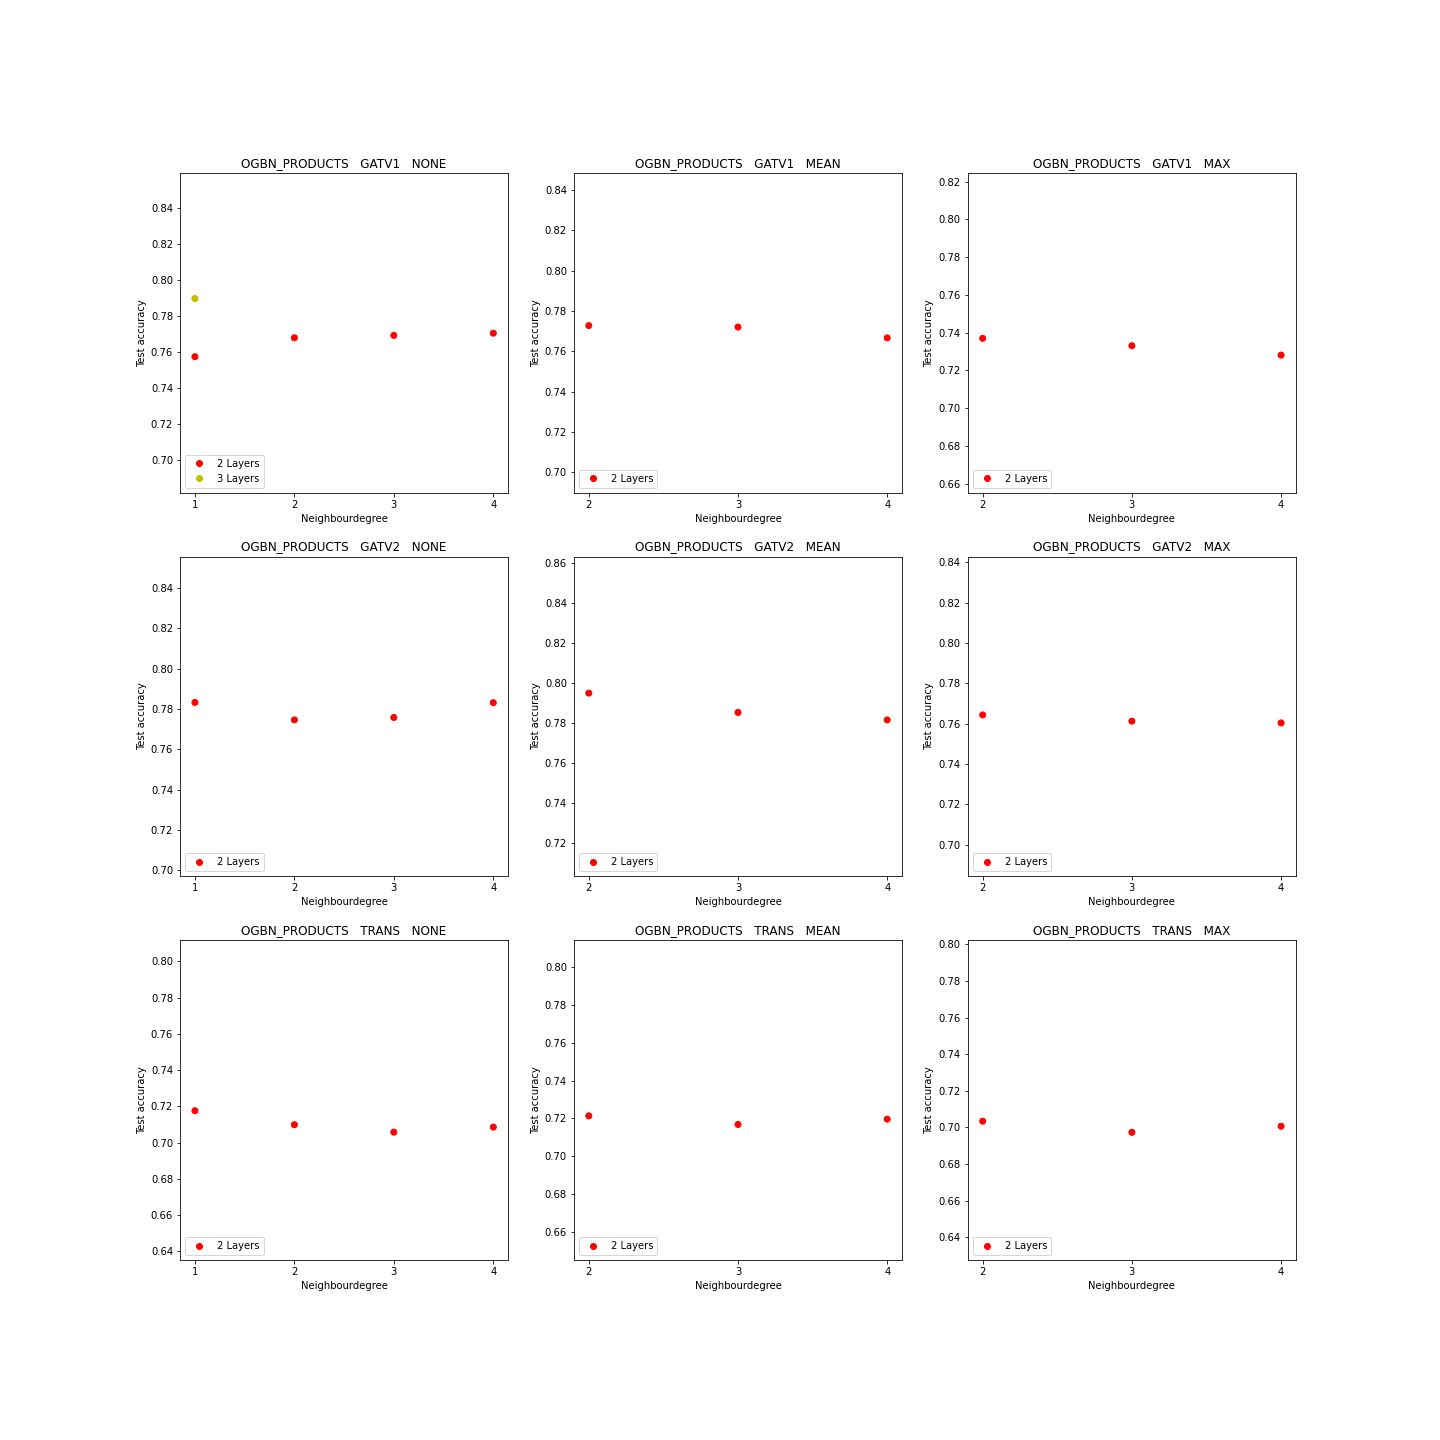 OGBN_PRODUCTS GATV1 NONE
0.84
0.82
0.80
0.78
0.76
0.74
0.72
0.70
Test accuracy
2 Layers
3 Layers
1 2 3 4
Neighbourdegree
OGBN_PRODUCTS GATV1 MEAN
0.84
0.82
0.80
0.78
0.76
0.74
0.72
0.70
Test accuracy
2 Layers
2 3 4
Neighbourdegree
OGBN_PRODUCTS GATV1 MAX
0.82
0.80
0.78
0.76
0.74
0.72
0.70
0.68
0.66
Test accuracy
2 Layers
2 3 4
Neighbourdegree
OGBN_PRODUCTS GATV2 NONE
0.84
0.82
0.80
0.78
0.76
0.74
0.72
0.70
Test accuracy
2 Layers
1 2 3 4
Neighbourdegree
OGBN_PRODUCTS GATV2 MEAN
0.86
0.84
0.82
0.80
0.78
0.76
0.74
0.72
Test accuracy
2 Layers
2 3 4
Neighbourdegree
OGBN_PRODUCTS GATV2 MAX
0.84
0.82
0.80
0.78
0.76
0.74
0.72
0.70
Test accuracy
2 Layers
2 3 4
Neighbourdegree
OGBN_PRODUCTS TRANS NONE
0.80
0.78
0.76
0.74
0.72
0.70
0.68
0.66
0.64
Test accuracy
2 Layers
1 2 3 4
Neighbourdegree
OGBN_PRODUCTS TRANS MEAN
0.80
0.78
0.76
0.74
0.72
0.70
0.68
0.66
Test accuracy
2 Layers
2 3 4
Neighbourdegree
OGBN_PRODUCTS TRANS MAX
0.80
0.78
0.76
0.74
0.72
0.70
0.68
0.66
0.64
Test accuracy
2 Layers
2 3 4
Neighbourdegree